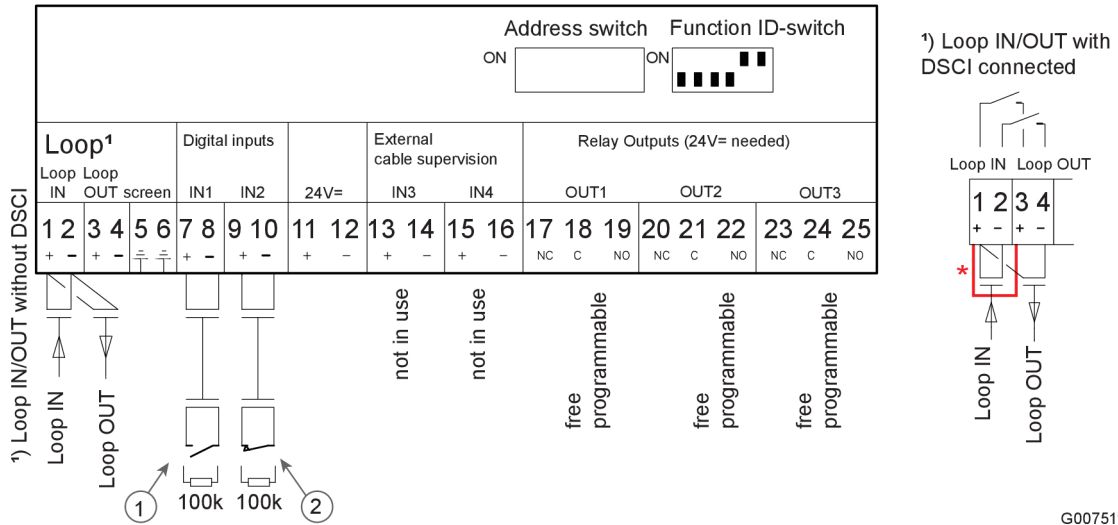 Address switch Function ID-switch
ON ON
Loop¹ Digital inputs External cable supervision Relay Outputs (24V= needed)
Loop IN Loop OUT screen IN1 IN2 24V= IN3 IN4 OUT1 OUT2 OUT3
1 2 3 4 5 6 7 8 9 10 11 12 13 14 15 16 17 18 19 20 21 22 23 24 25
+ − + − + − + − + − + − + − NC C NO NC C NO NC C NO
¹) Loop IN/OUT without DSCI
Loop IN
Loop OUT
1
100k
100k
2
not in use
not in use
free programmable
free programmable
free programmable
¹) Loop IN/OUT with
DSCI connected
Loop IN Loop OUT
1 2 3 4
+ − + −
*
Loop IN
Loop OUT
G00751